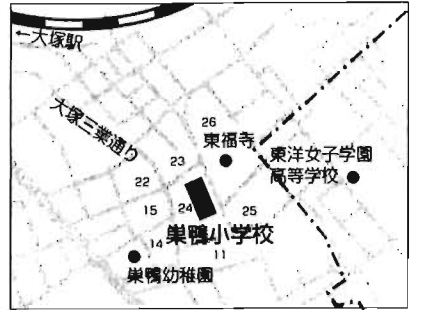 ←大塚駅
大塚三業通り
26
東福寺
東洋女子学園
高等学校
23
22
15
24
25
巣鴨小学校
14
11
巣鴨幼稚園